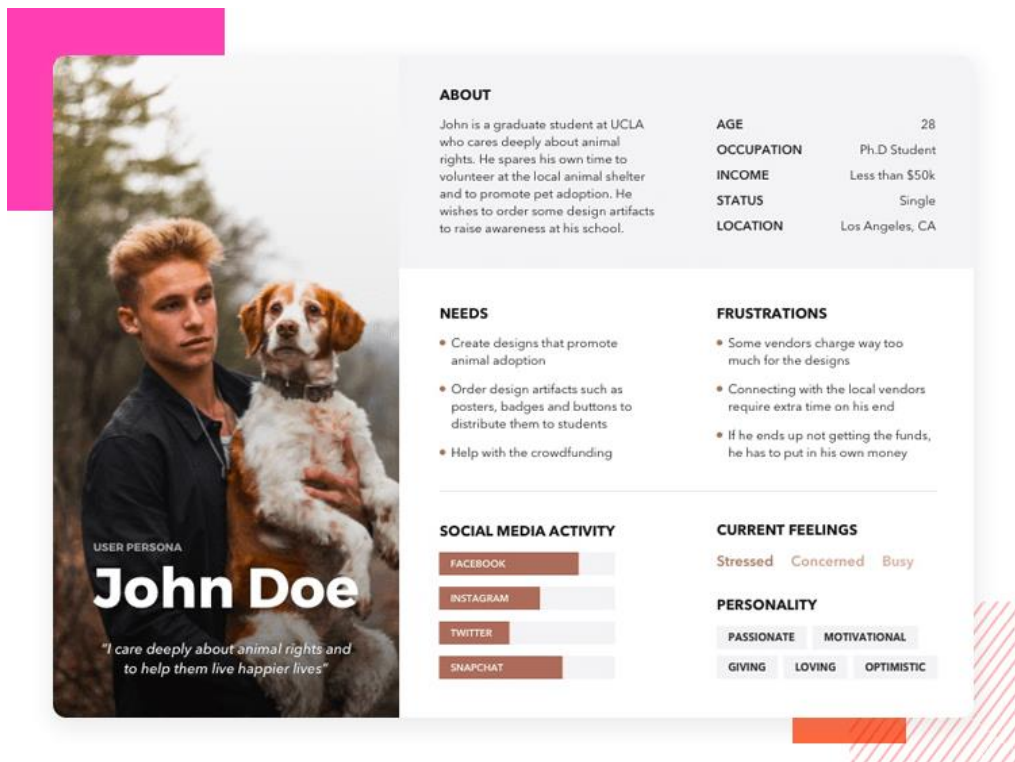 USER PERSONA
John Doe
“I care deeply about animal rights and
to help them live happier lives”
ABOUT
John is a graduate student at UCLA
who cares deeply about animal
rights. He spares his own time to
volunteer at the local animal shelter
and to promote pet adoption. He
wishes to order some design artifacts
to raise awareness at his school.
AGE 28
OCCUPATION Ph.D Student
INCOME Less than $50k
STATUS Single
LOCATION Los Angeles, CA
NEEDS
• Create designs that promote
animal adoption
• Order design artifacts such as
posters, badges and buttons to
distribute them to students
• Help with the crowdfunding
FRUSTRATIONS
• Some vendors charge way too
much for the designs
• Connecting with the local vendors
require extra time on his end
• If he ends up not getting the funds,
he has to put in his own money
SOCIAL MEDIA ACTIVITY
FACEBOOK
INSTAGRAM
TWITTER
SNAPCHAT
CURRENT FEELINGS
Stressed Concerned Busy
PERSONALITY
PASSIONATE MOTIVATIONAL
GIVING LOVING OPTIMISTIC